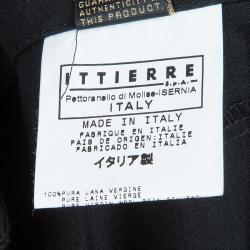 GUARAN
AUTHENTICITY
THIS PRODUCT.
ITTIERRE
S.p.A.
Pettoranello di Molise-ISERNIA
ITALY
MADE IN ITALY
FABRIQUE EN ITALIE
PAIS DE ORIGEN: ITALIE
FABRICADO EN ITALIA
イタリア製
100%PURA LANA VERGINE
PURE LAINE VIERGE